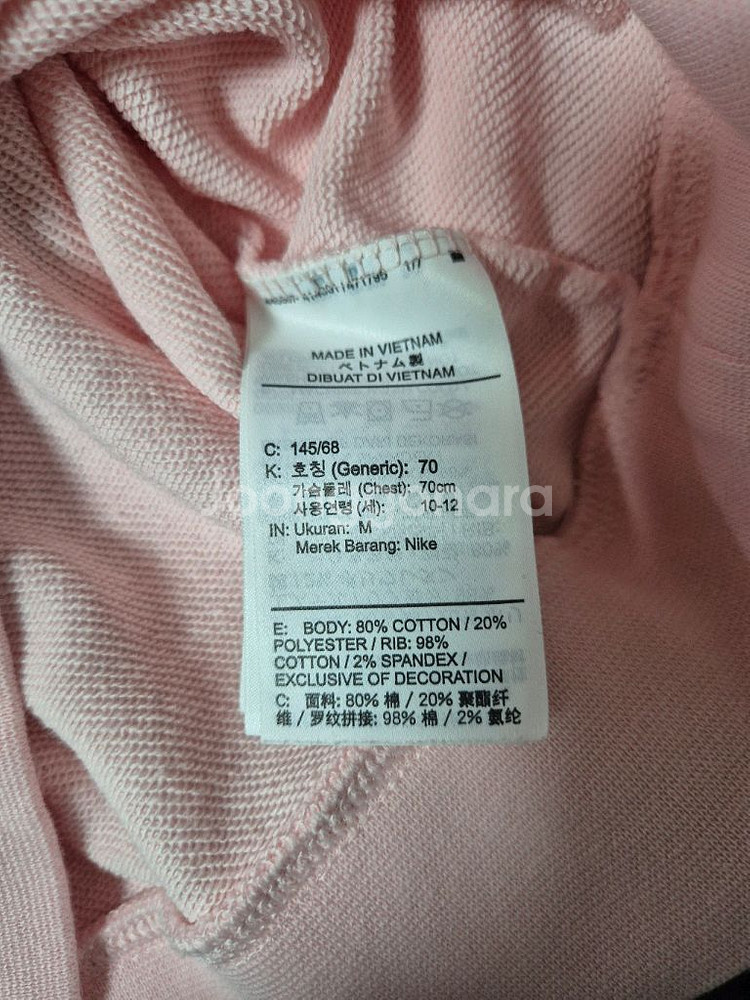 1/7
MADE IN VIETNAM
ベトナム製
DIBUAT DI VIETNAM
C: 145/68
K: 호칭 (Generic): 70
가슴둘레 (Chest): 70cm
사용연령 (세): 10-12
IN: Ukuran: M
Merek Barang: Nike
E: BODY: 80% COTTON / 20%
POLYESTER / RIB: 98%
COTTON / 2% SPANDEX /
EXCLUSIVE OF DECORATION
C: 面料: 80% 棉 / 20% 聚酯纤
维 / 罗纹拼接: 98% 棉 / 2% 氨纶